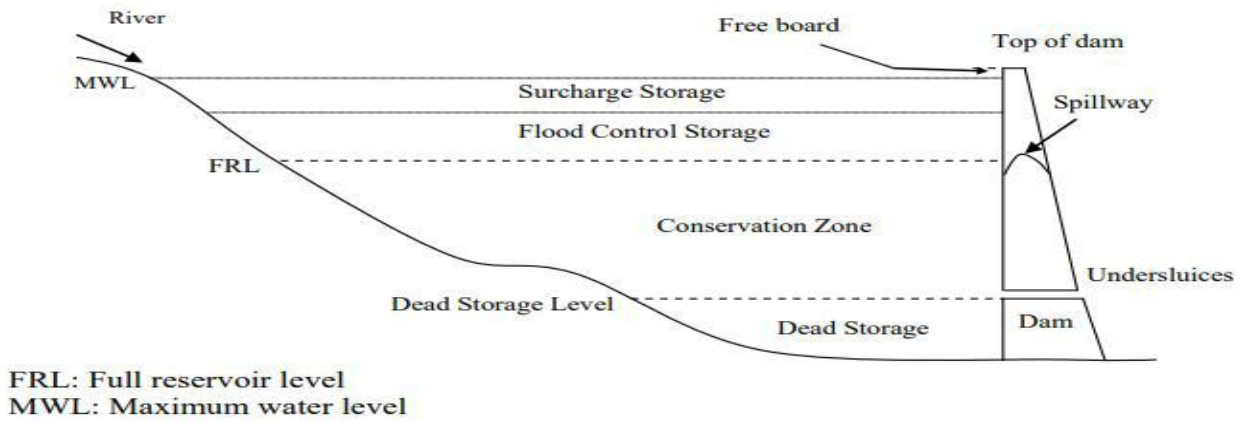 River
Free board
Top of dam
MWL
Surcharge Storage
Spillway
Flood Control Storage
FRL
Conservation Zone
Undersluices
Dead Storage Level
Dead Storage
Dam
FRL: Full reservoir level
MWL: Maximum water level